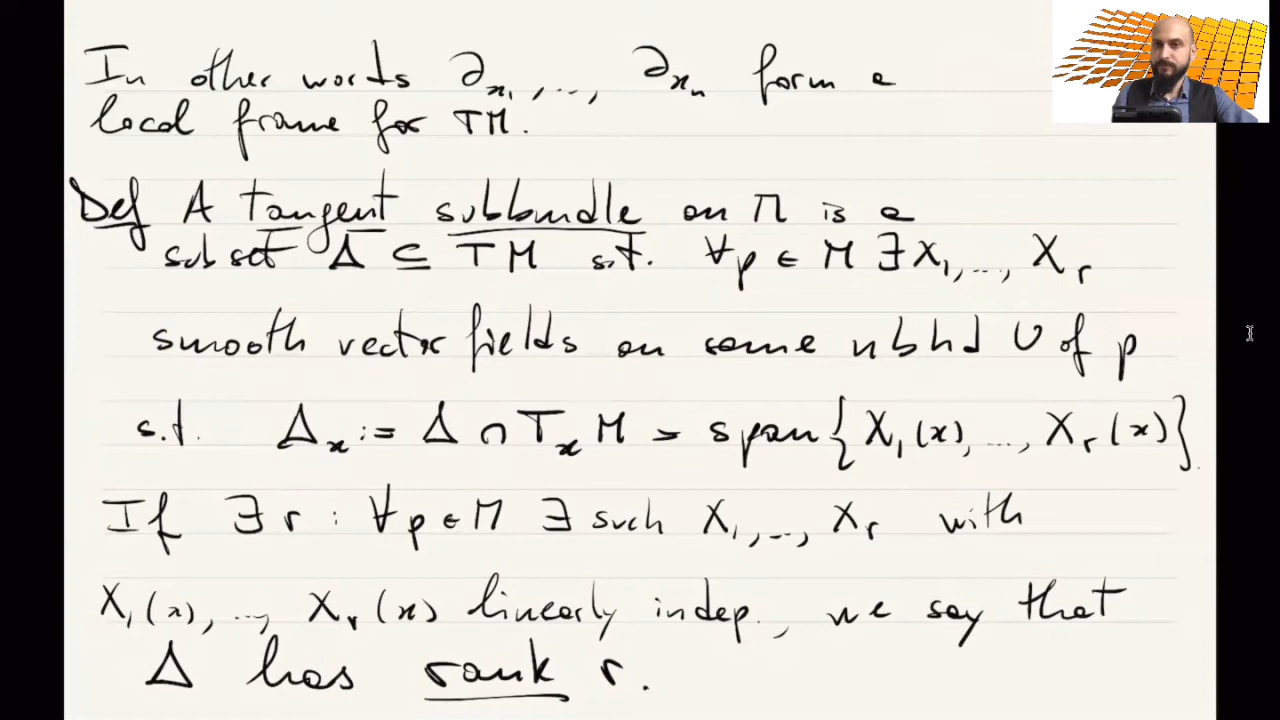 In other words ∂x₁, ..., ∂xₙ form a
local frame for TM.
Def A tangent subbundle on M is a
subset Δ ⊆ TM s.t. ∀p ∈ M ∃ X₁, ..., Xᵣ
smooth vector fields on some nbhd U of p
s.t. Δₓ := Δ ∩ TₓM = span{X₁(x), ..., Xᵣ(x)}.
If ∃ r : ∀p ∈ M ∃ such X₁, ..., Xᵣ with
X₁(x), ..., Xᵣ(x) linearly indep., we say that
Δ has rank r.